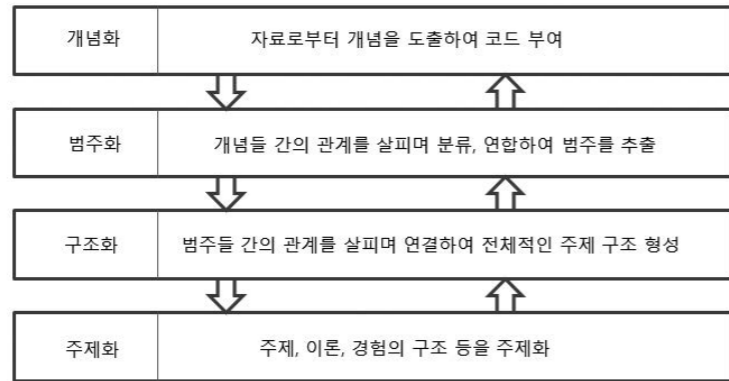 개념화 자료로부터 개념을 도출하여 코드 부여
범주화 개념들 간의 관계를 살피며 분류, 연합하여 범주를 추출
구조화 범주들 간의 관계를 살피며 연결하여 전체적인 주제 구조 형성
주제화 주제, 이론, 경험의 구조 등을 주제화